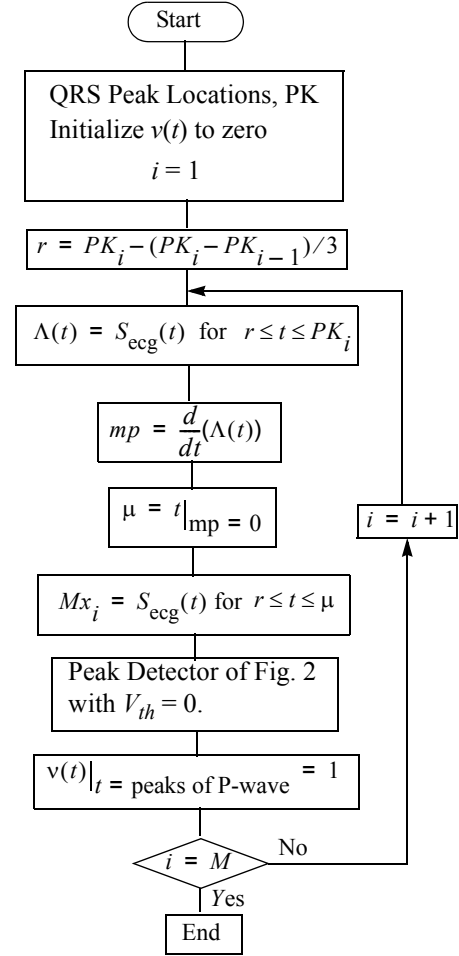 Start
QRS Peak Locations, PK
Initialize v(t) to zero
i = 1
r = PK_i − (PK_i − PK_{i − 1})/3
Λ(t) = S_ecg(t) for r ≤ t ≤ PK_i
mp = d/dt(Λ(t))
μ = t|_{mp = 0}
i = i + 1
Mx_i = S_ecg(t) for r ≤ t ≤ μ
Peak Detector of Fig. 2
with V_th = 0.
ν(t)|_{t = peaks of P-wave} = 1
i = M
No
Yes
End